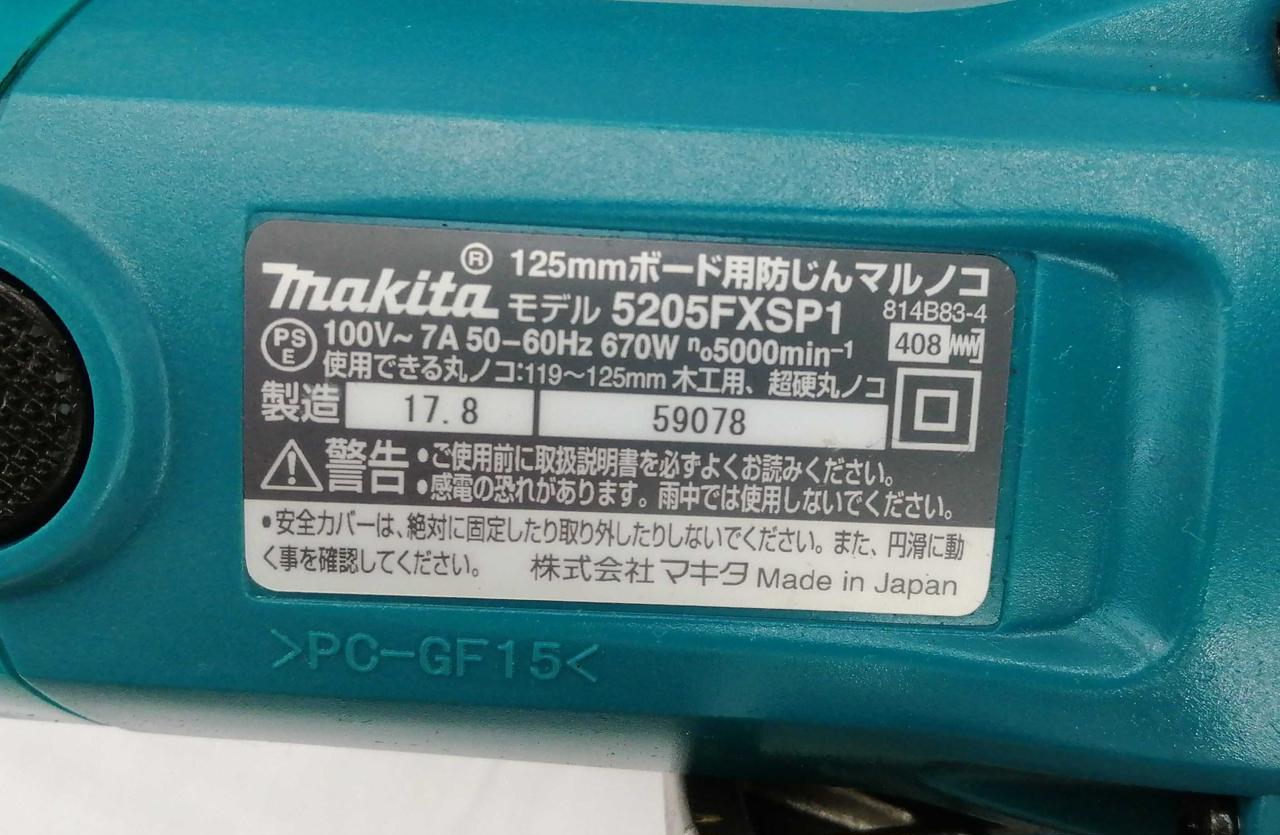 makita® 125mmボード用防じんマルノコ
モデル 5205FXSP1 814B83-4
PSE 100V~ 7A 50-60Hz 670W n₀5000min⁻¹ 408
使用できる丸ノコ:119~125mm 木工用、超硬丸ノコ
製造 17.8 59078
警告 •ご使用前に取扱説明書を必ずよくお読みください。
•感電の恐れがあります。雨中では使用しないでください。
•安全カバーは、絶対に固定したり取り外したりしないでください。また、円滑に動
く事を確認してください。 株式会社マキタ Made in Japan
>PC-GF15<